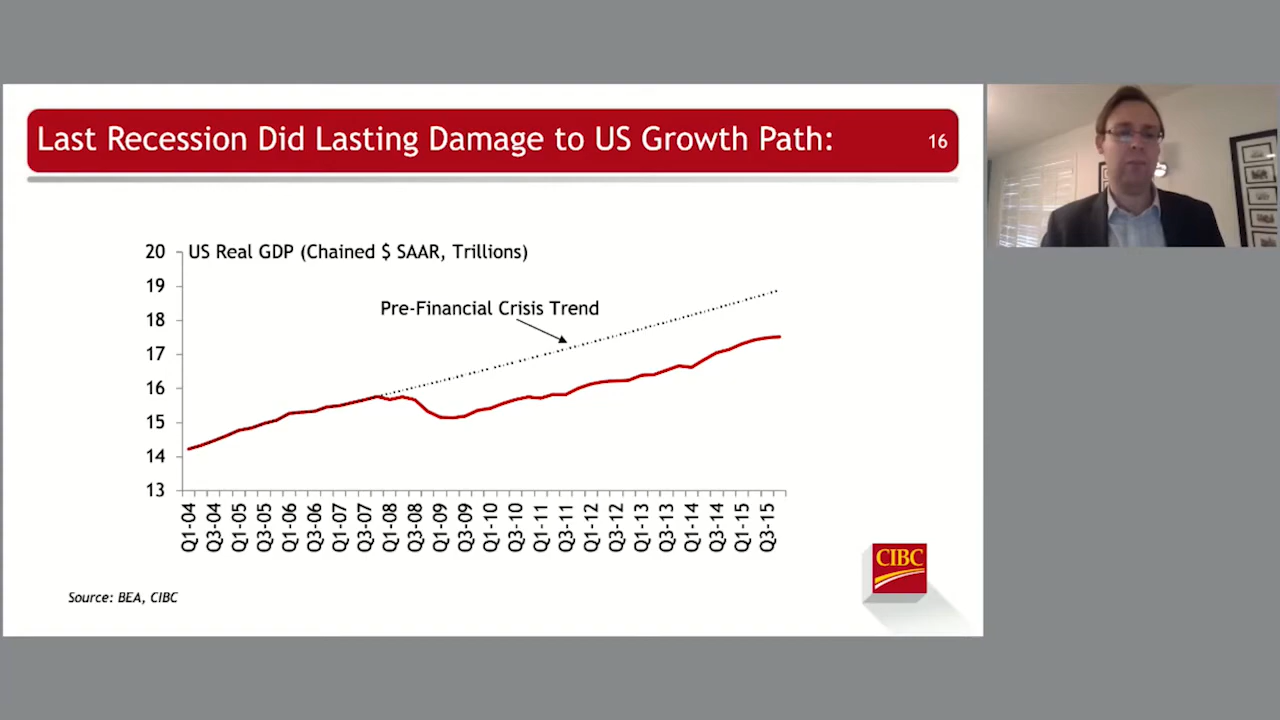 Last Recession Did Lasting Damage to US Growth Path:
16
20
US Real GDP (Chained $ SAAR, Trillions)
19
Pre-Financial Crisis Trend
18
17
16
15
14
13
Q1-04
Q3-04
Q1-05
Q3-05
Q1-06
Q3-06
Q1-07
Q3-07
Q1-08
Q3-08
Q1-09
Q3-09
Q1-10
Q3-10
Q1-11
Q3-11
Q1-12
Q3-12
Q1-13
Q3-13
Q1-14
Q3-14
Q1-15
Q3-15
CIBC
Source: BEA, CIBC